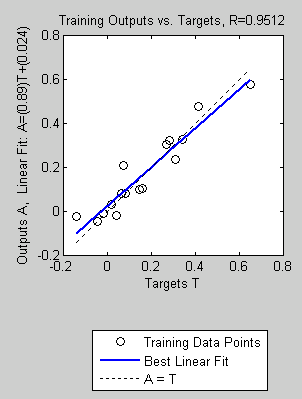 Training Outputs vs. Targets, R=0.9512
Outputs A,  Linear Fit:  A=(0.89)T+(0.024)
0.8
0.6
0.4
0.2
0
-0.2
-0.2 0 0.2 0.4 0.6 0.8
Targets T
Training Data Points
Best Linear Fit
A = T